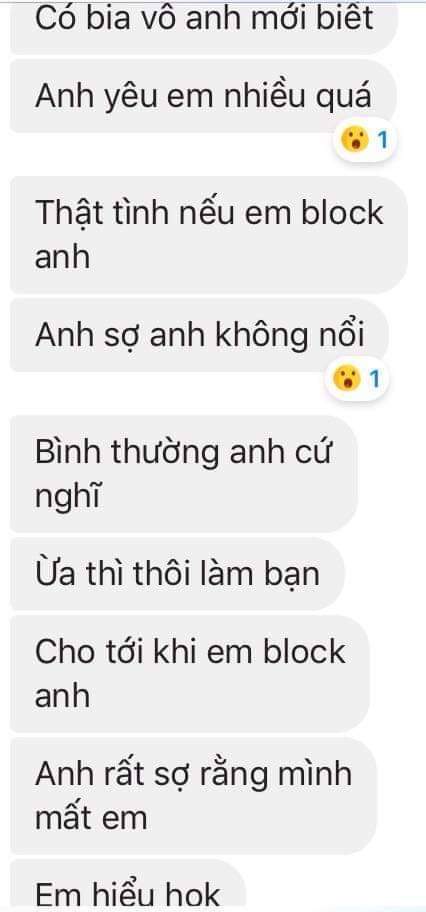 Có bia vô anh mới biết
Anh yêu em nhiều quá
1
Thật tình nếu em block
anh
Anh sợ anh không nổi
1
Bình thường anh cứ
nghĩ
Ừa thì thôi làm bạn
Cho tới khi em block
anh
Anh rất sợ rằng mình
mất em
Em hiểu hok